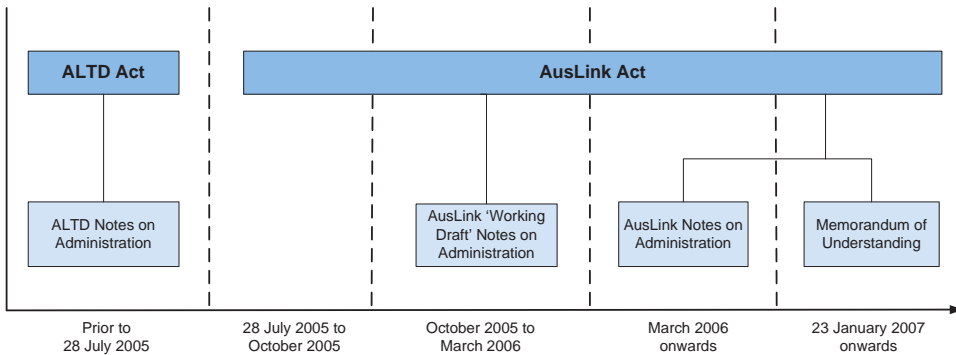 ALTD Act
AusLink Act
ALTD Notes on
Administration
AusLink ‘Working
Draft’ Notes on
Administration
AusLink Notes on
Administration
Memorandum of
Understanding
Prior to
28 July 2005
28 July 2005 to
October 2005
October 2005 to
March 2006
March 2006
onwards
23 January 2007
onwards